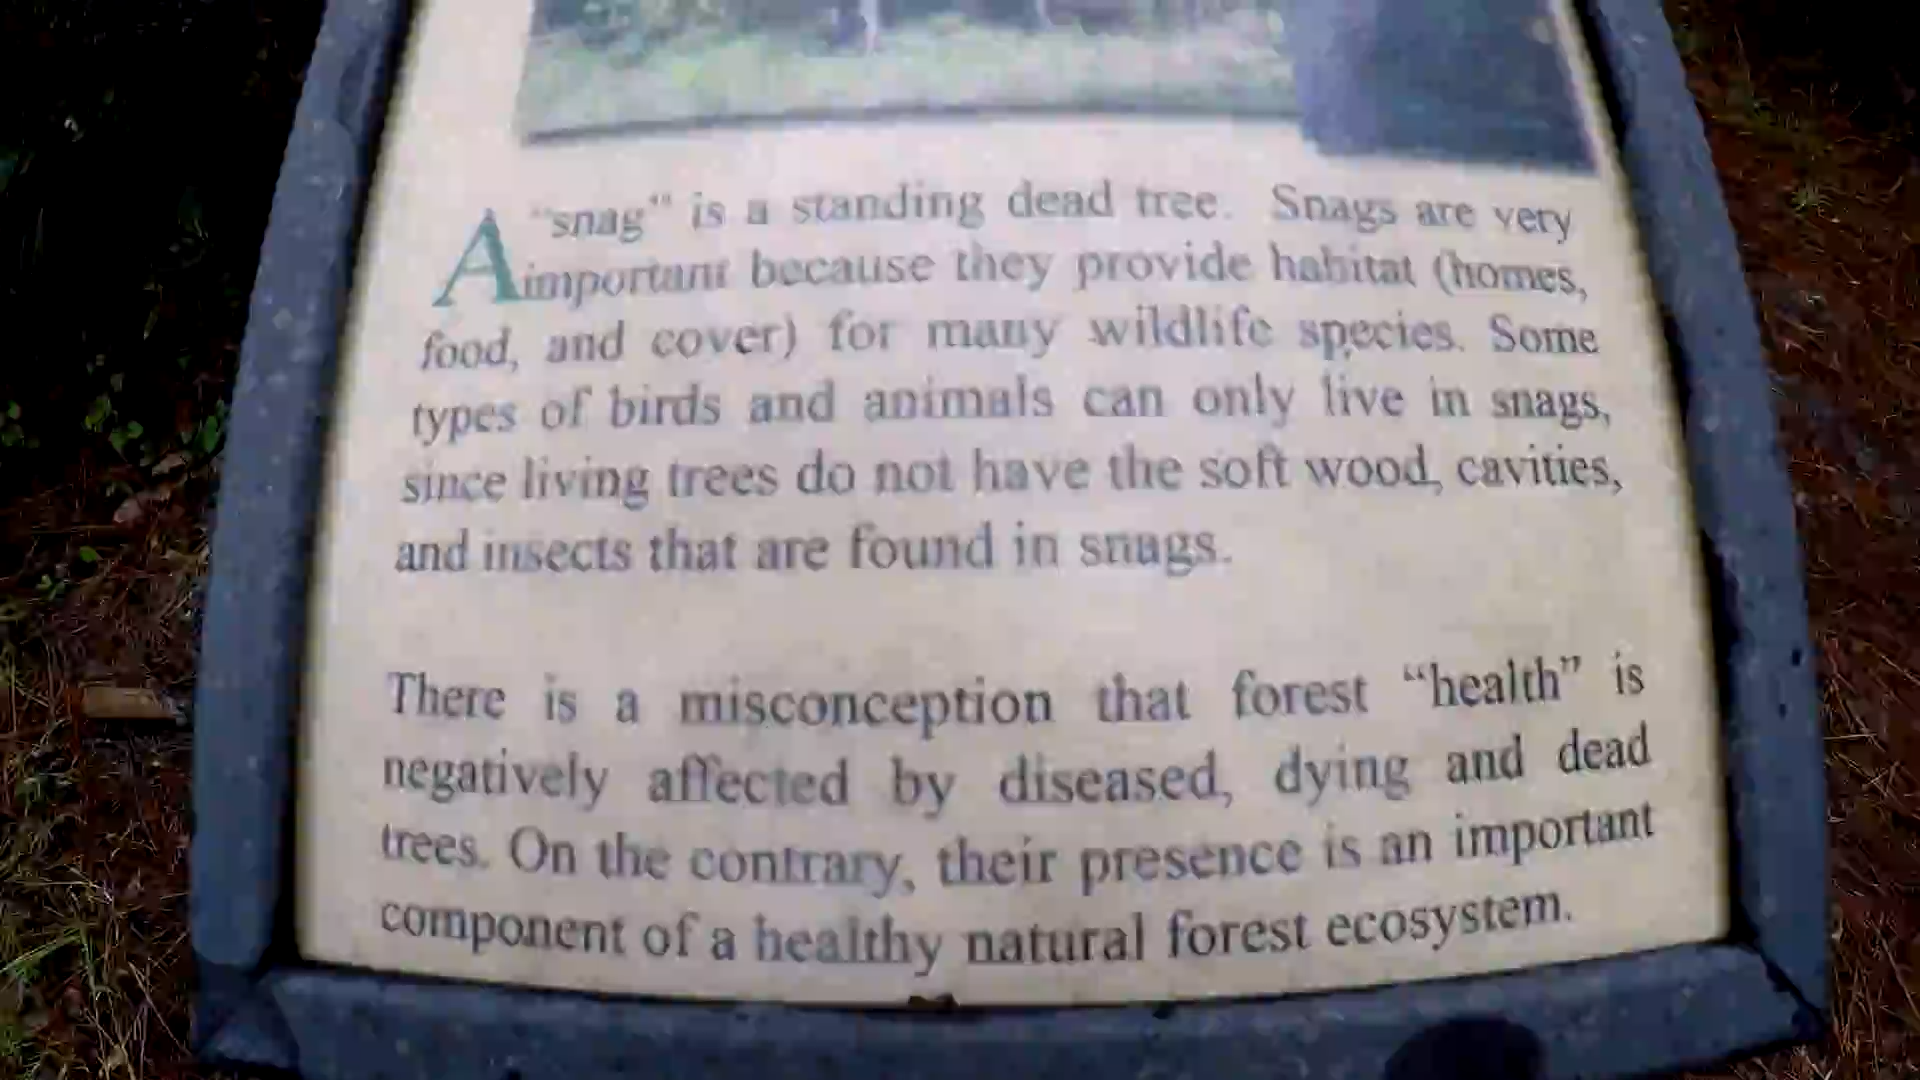 A "snag" is a standing dead tree. Snags are very
important because they provide habitat (homes,
food, and cover) for many wildlife species. Some
types of birds and animals can only live in snags,
since living trees do not have the soft wood, cavities,
and insects that are found in snags.
There is a misconception that forest “health” is
negatively affected by diseased, dying and dead
trees. On the contrary, their presence is an important
component of a healthy natural forest ecosystem.